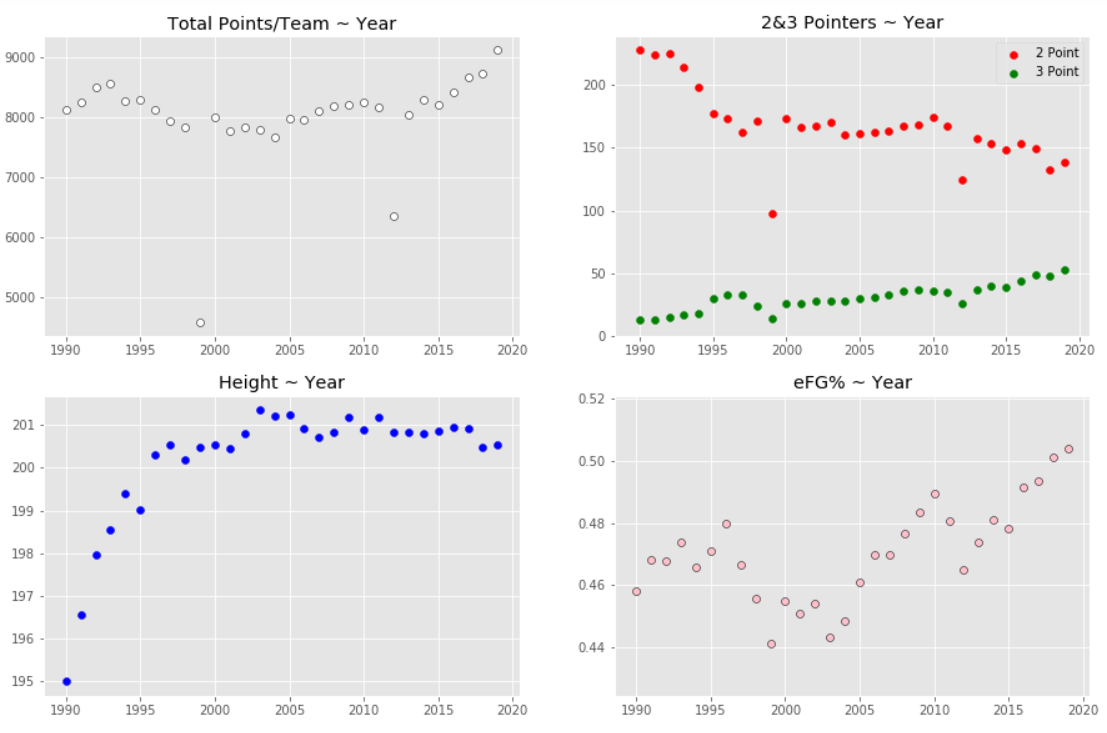 Total Points/Team ~ Year
9000
8000
7000
6000
5000
1990 1995 2000 2005 2010 2015 2020
2&3 Pointers ~ Year
2 Point
3 Point
200
150
100
50
0
1990 1995 2000 2005 2010 2015 2020
Height ~ Year
201
200
199
198
197
196
195
1990 1995 2000 2005 2010 2015 2020
eFG% ~ Year
0.52
0.50
0.48
0.46
0.44
1990 1995 2000 2005 2010 2015 2020